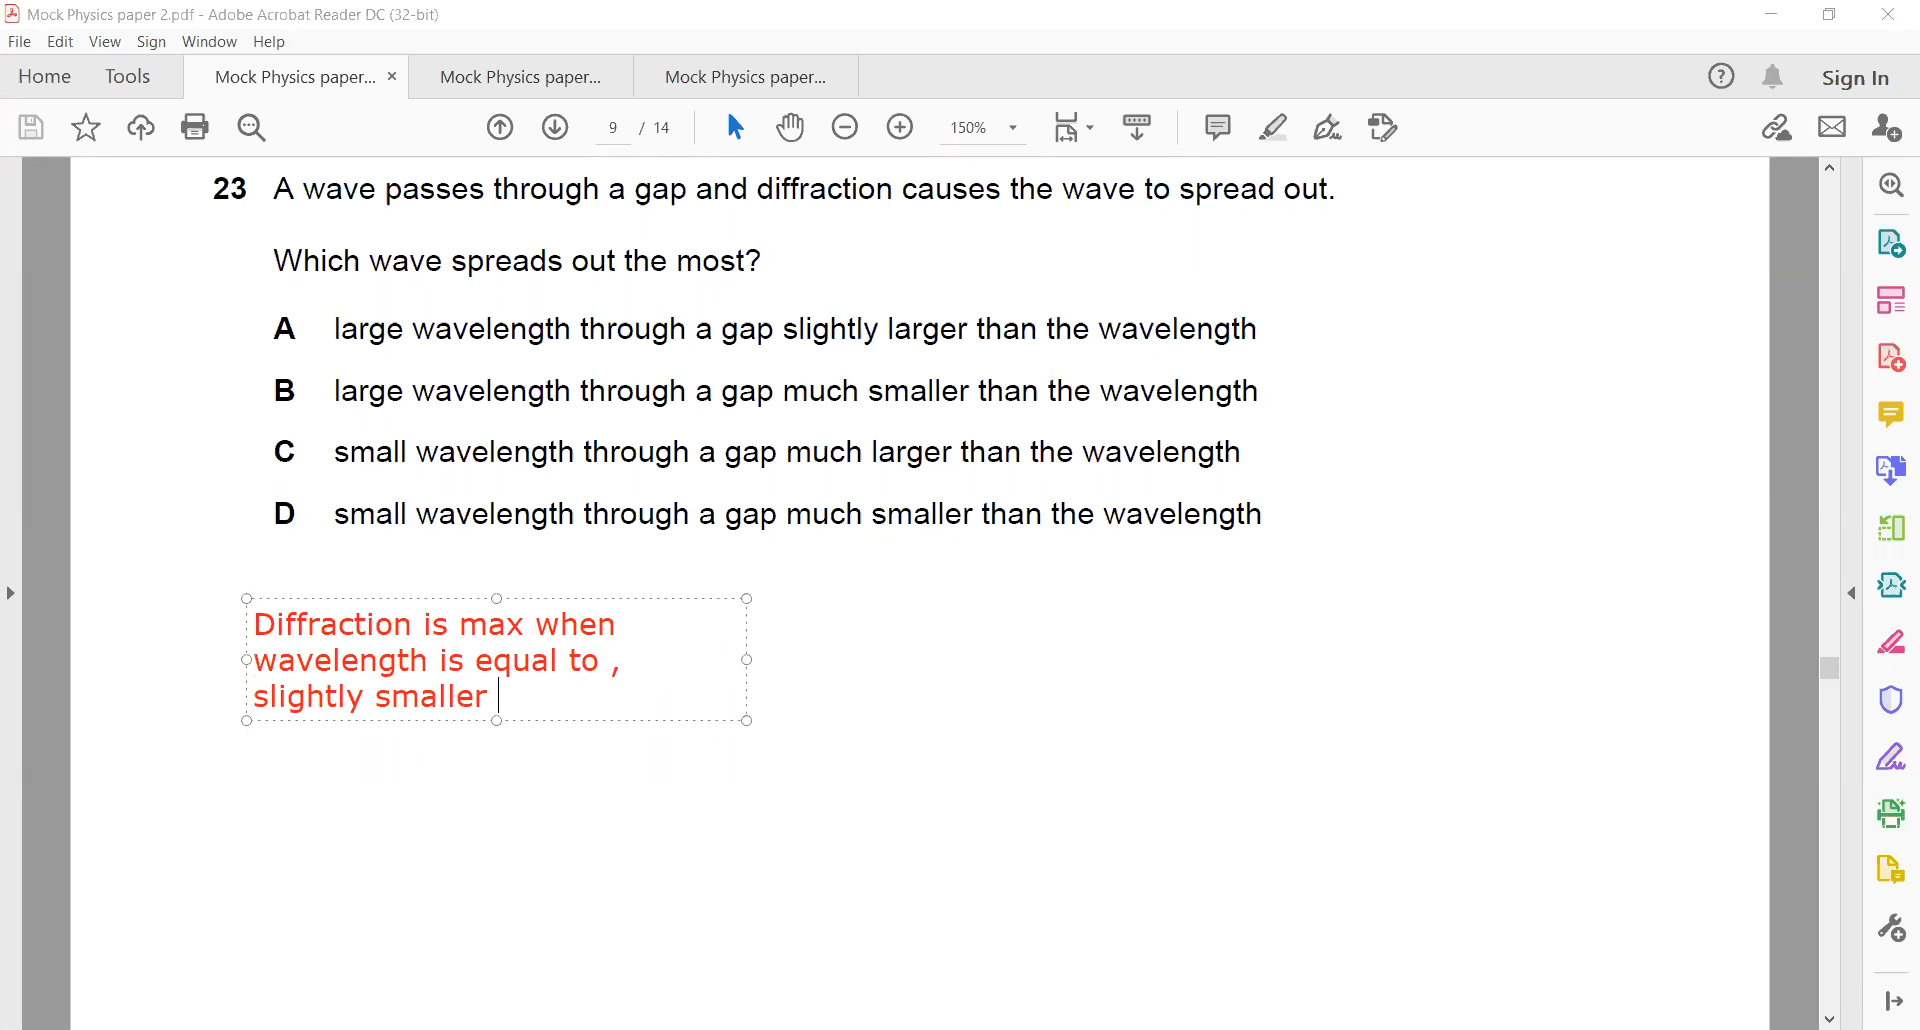 Mock Physics paper 2.pdf - Adobe Acrobat Reader DC (32-bit)
File Edit View Sign Window Help
Home Tools Mock Physics paper... × Mock Physics paper... Mock Physics paper... Sign In
9 / 14 150%
23 A wave passes through a gap and diffraction causes the wave to spread out.
Which wave spreads out the most?
A large wavelength through a gap slightly larger than the wavelength
B large wavelength through a gap much smaller than the wavelength
C small wavelength through a gap much larger than the wavelength
D small wavelength through a gap much smaller than the wavelength
Diffraction is max when
wavelength is equal to ,
slightly smaller